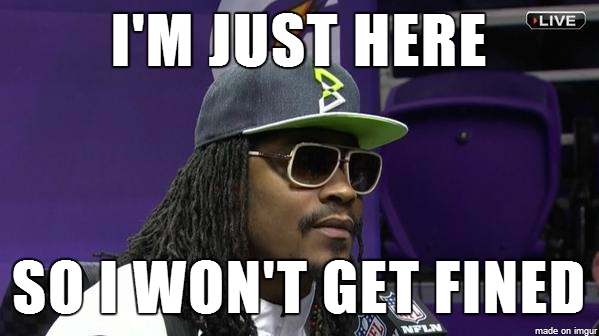 LIVE
I'M JUST HERE
SO I WON'T GET FINED
NFLN
made on imgur